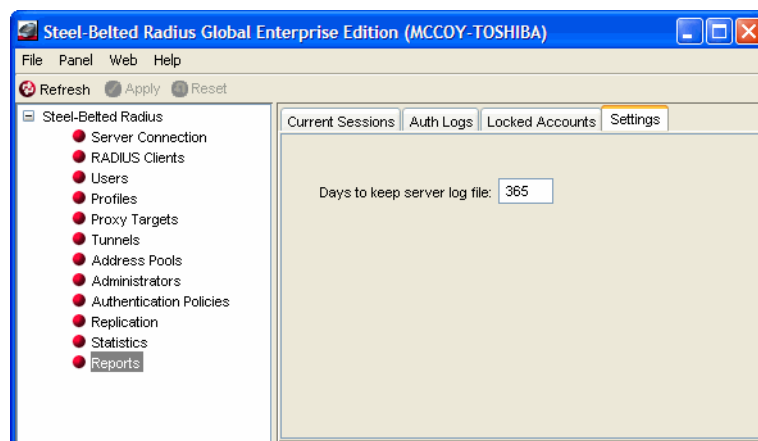 Steel-Belted Radius Global Enterprise Edition (MCCOY-TOSHIBA)
File Panel Web Help
Refresh Apply Reset
Steel-Belted Radius
Server Connection
RADIUS Clients
Users
Profiles
Proxy Targets
Tunnels
Address Pools
Administrators
Authentication Policies
Replication
Statistics
Reports
Current Sessions Auth Logs Locked Accounts Settings
Days to keep server log file: 365